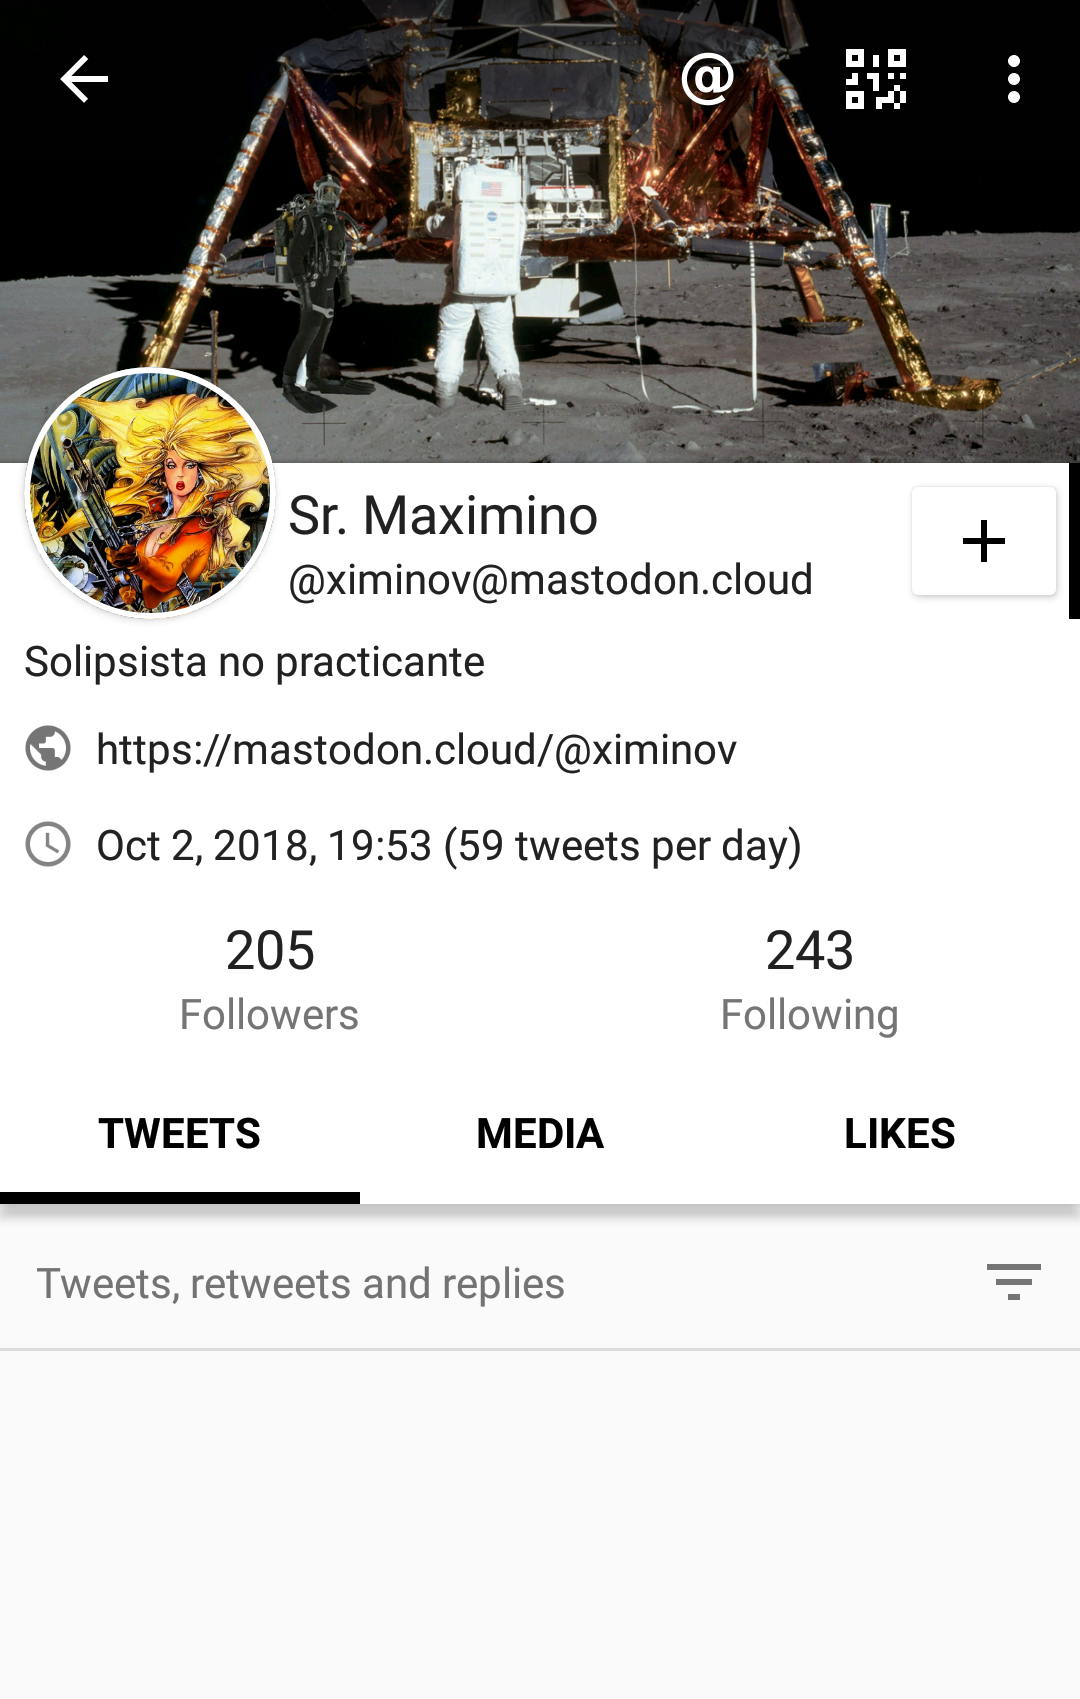 @
Sr. Maximino
@ximinov@mastodon.cloud
Solipsista no practicante
https://mastodon.cloud/@ximinov
Oct 2, 2018, 19:53 (59 tweets per day)
205
Followers
243
Following
TWEETS
MEDIA
LIKES
Tweets, retweets and replies